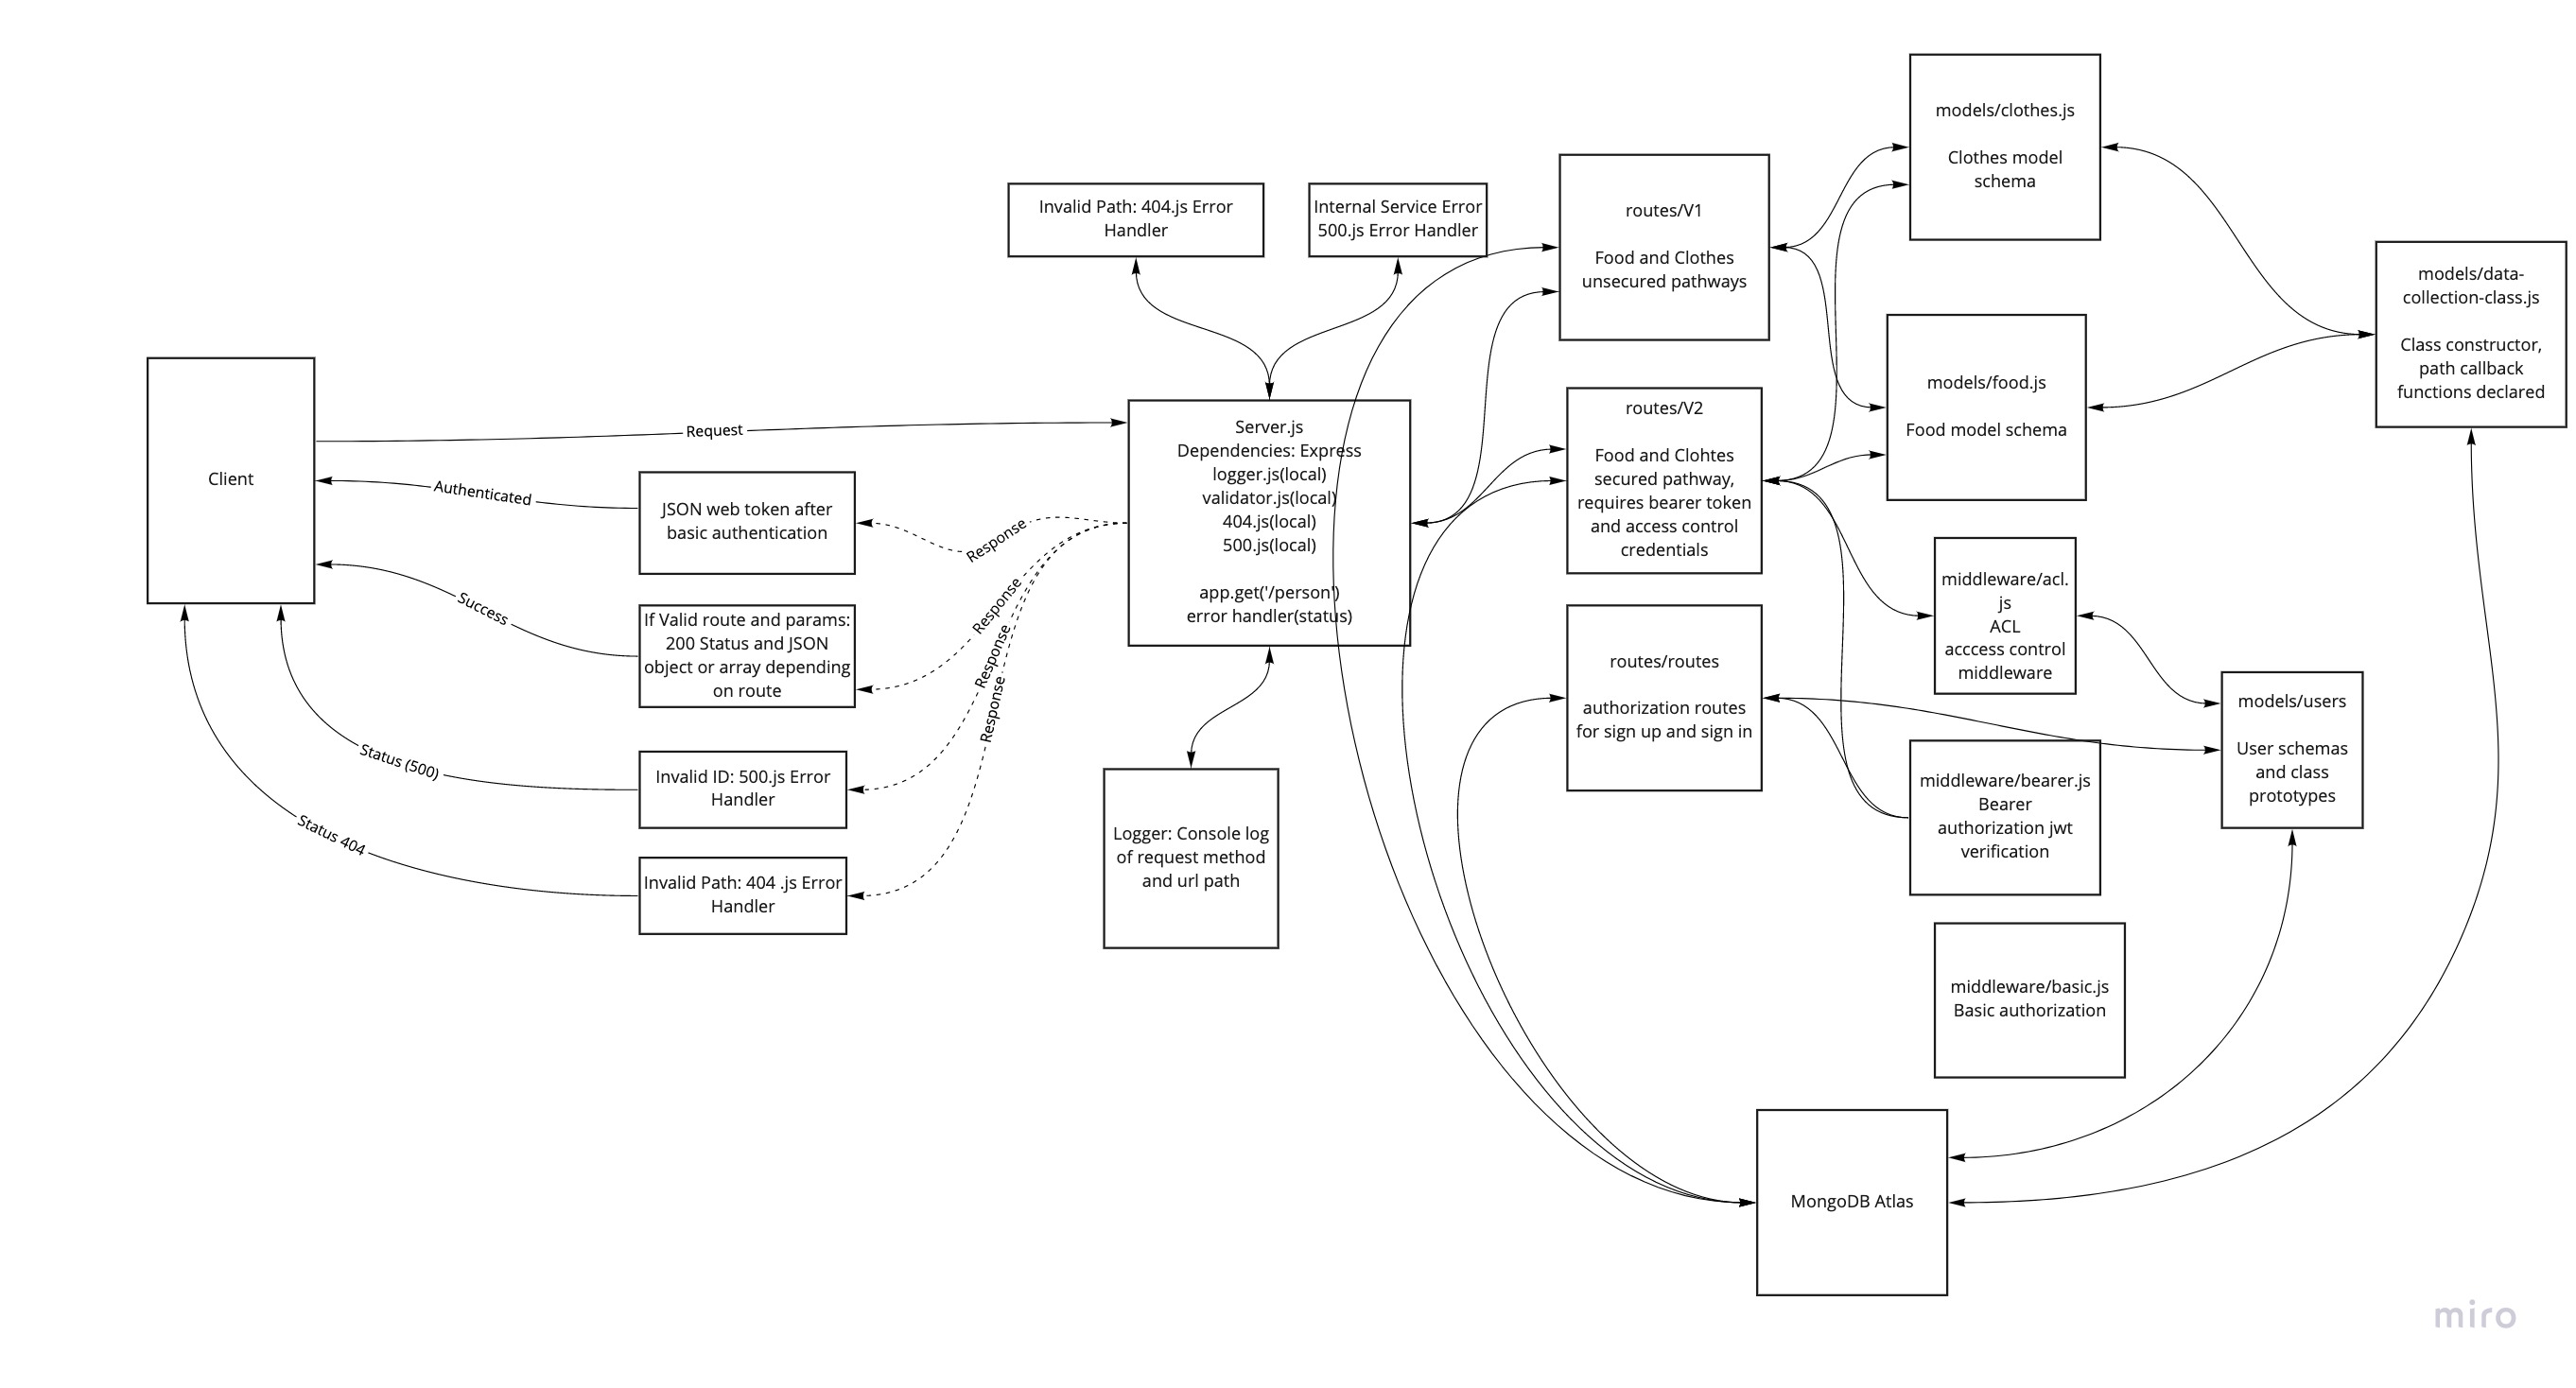 models/clothes.js
Clothes model
schema
Invalid Path: 404.js Error
Handler
Internal Service Error
500.js Error Handler
routes/V1
Food and Clothes
unsecured pathways
models/data-
collection-class.js
Class constructor,
path callback
functions declared
models/food.js
Food model schema
Client
Request
Authenticated
Success
Status (500)
Status 404
JSON web token after
basic authentication
If Valid route and params:
200 Status and JSON
object or array depending
on route
Invalid ID: 500.js Error
Handler
Invalid Path: 404 .js Error
Handler
Response
Response
Response
Response
Server.js
Dependencies: Express
logger.js(local)
validator.js(local)
404.js(local)
500.js(local)
app.get('/person')
error handler(status)
Logger: Console log
of request method
and url path
routes/V2
Food and Clohtes
secured pathway,
requires bearer token
and access control
credentials
routes/routes
authorization routes
for sign up and sign in
middleware/acl.
js
ACL
acccess control
middleware
models/users
User schemas
and class
prototypes
middleware/bearer.js
Bearer
authorization jwt
verification
middleware/basic.js
Basic authorization
MongoDB Atlas
miro